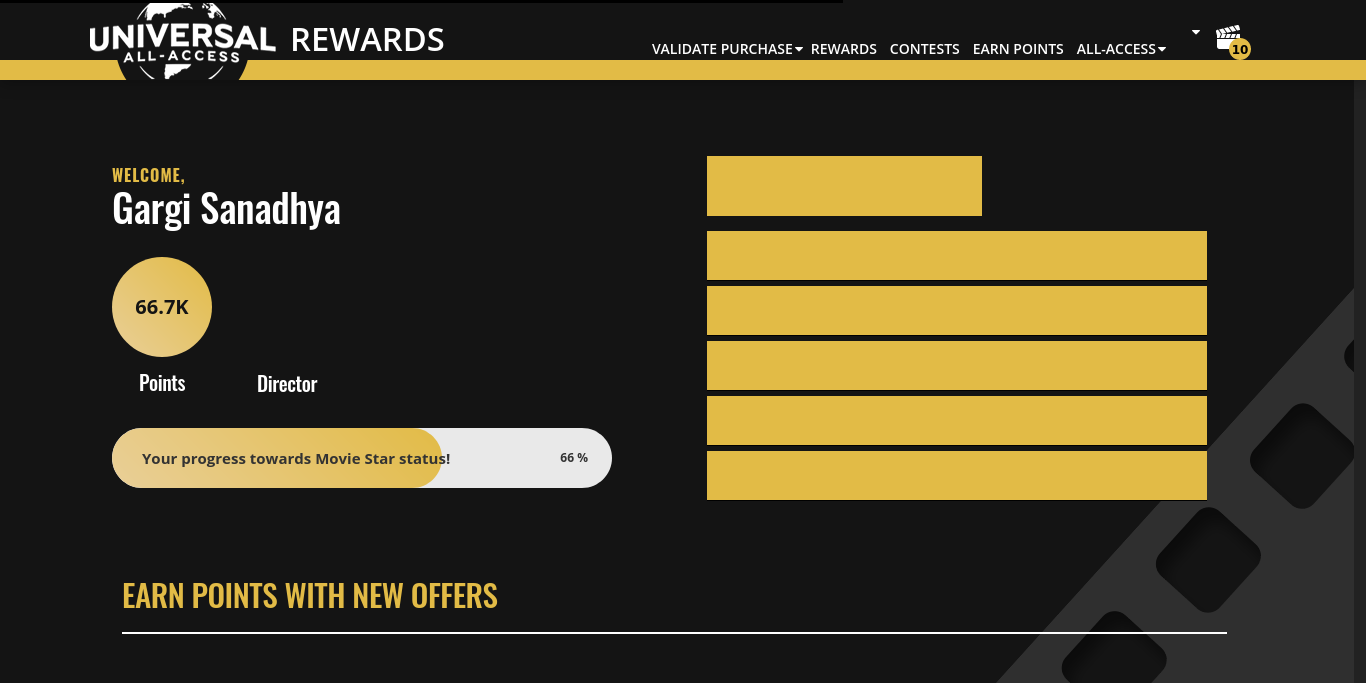 UNIVERSAL
ALL-ACCESS
REWARDS
VALIDATE PURCHASE REWARDS CONTESTS EARN POINTS ALL-ACCESS
10
WELCOME,
Gargi Sanadhya
66.7K
Points
Director
Your progress towards Movie Star status! 66 %
EARN POINTS WITH NEW OFFERS